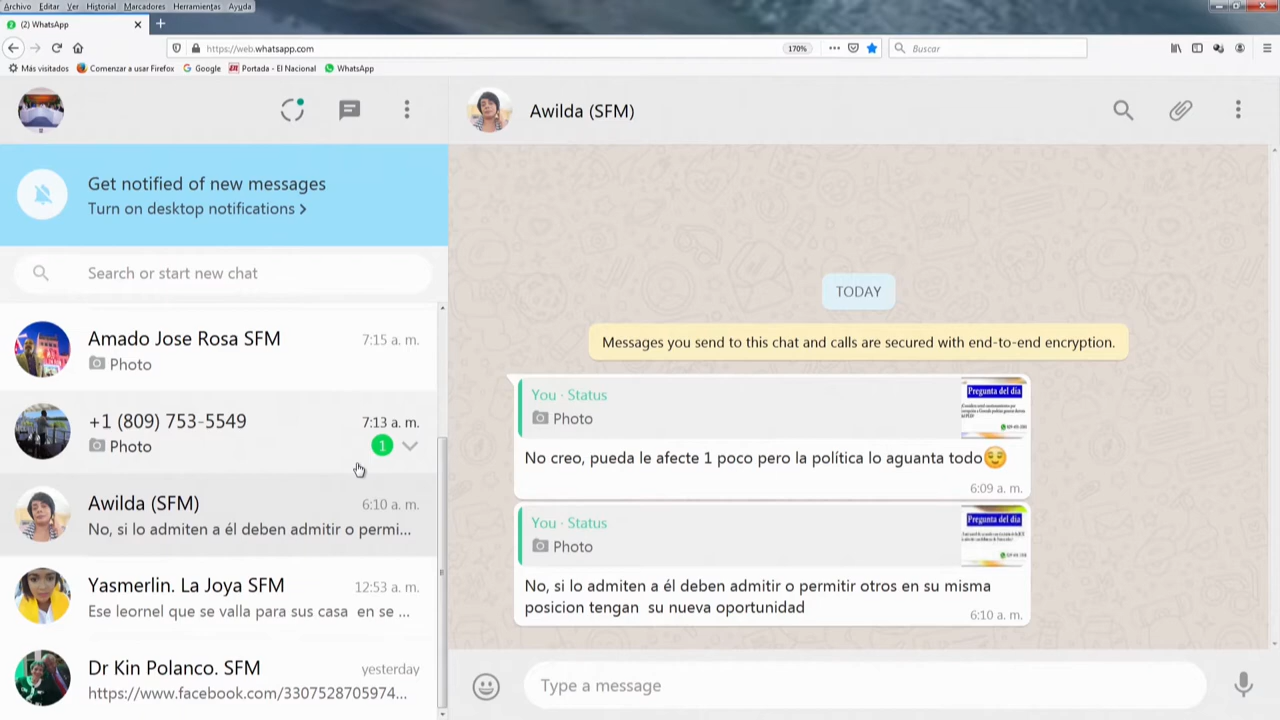 Archivo Editar Ver Historial Marcadores Herramientas Ayuda
(2) WhatsApp
https://web.whatsapp.com
170%
Buscar
Más visitados Comenzar a usar Firefox Google Portada - El Nacional WhatsApp
Awilda (SFM)
Get notified of new messages
Turn on desktop notifications >
Search or start new chat
Amado Jose Rosa SFM 7:15 a. m.
Photo
+1 (809) 753-5549 7:13 a. m.
Photo 1
Awilda (SFM) 6:10 a. m.
No, si lo admiten a él deben admitir o permi...
Yasmerlin. La Joya SFM 12:53 a. m.
Ese leornel que se valla para sus casa en se ...
Dr Kin Polanco. SFM yesterday
https://www.facebook.com/3307528705974...
TODAY
Messages you send to this chat and calls are secured with end-to-end encryption.
You · Status
Photo
Pregunta del dia
No creo, pueda le afecte 1 poco pero la política lo aguanta todo😌
6:09 a. m.
You · Status
Photo
Pregunta del dia
No, si lo admiten a él deben admitir o permitir otros en su misma
posicion tengan su nueva oportunidad
6:10 a. m.
Type a message